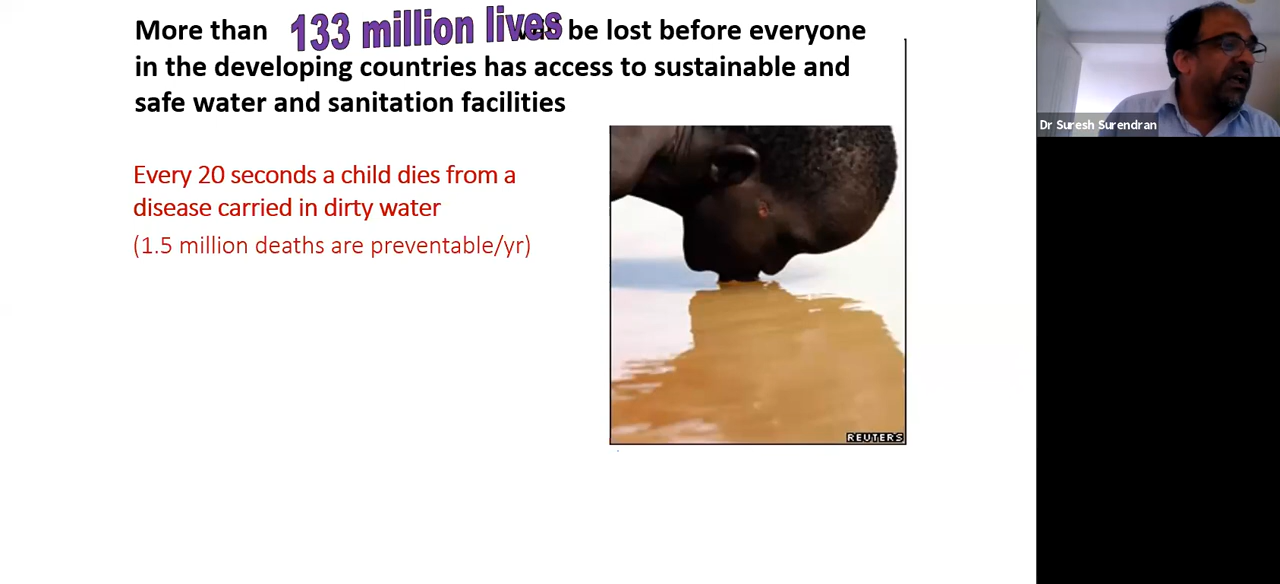 More than 133 million lives be lost before everyone
in the developing countries has access to sustainable and
safe water and sanitation facilities
Every 20 seconds a child dies from a
disease carried in dirty water
(1.5 million deaths are preventable/yr)
REUTERS
Dr Suresh Surendran